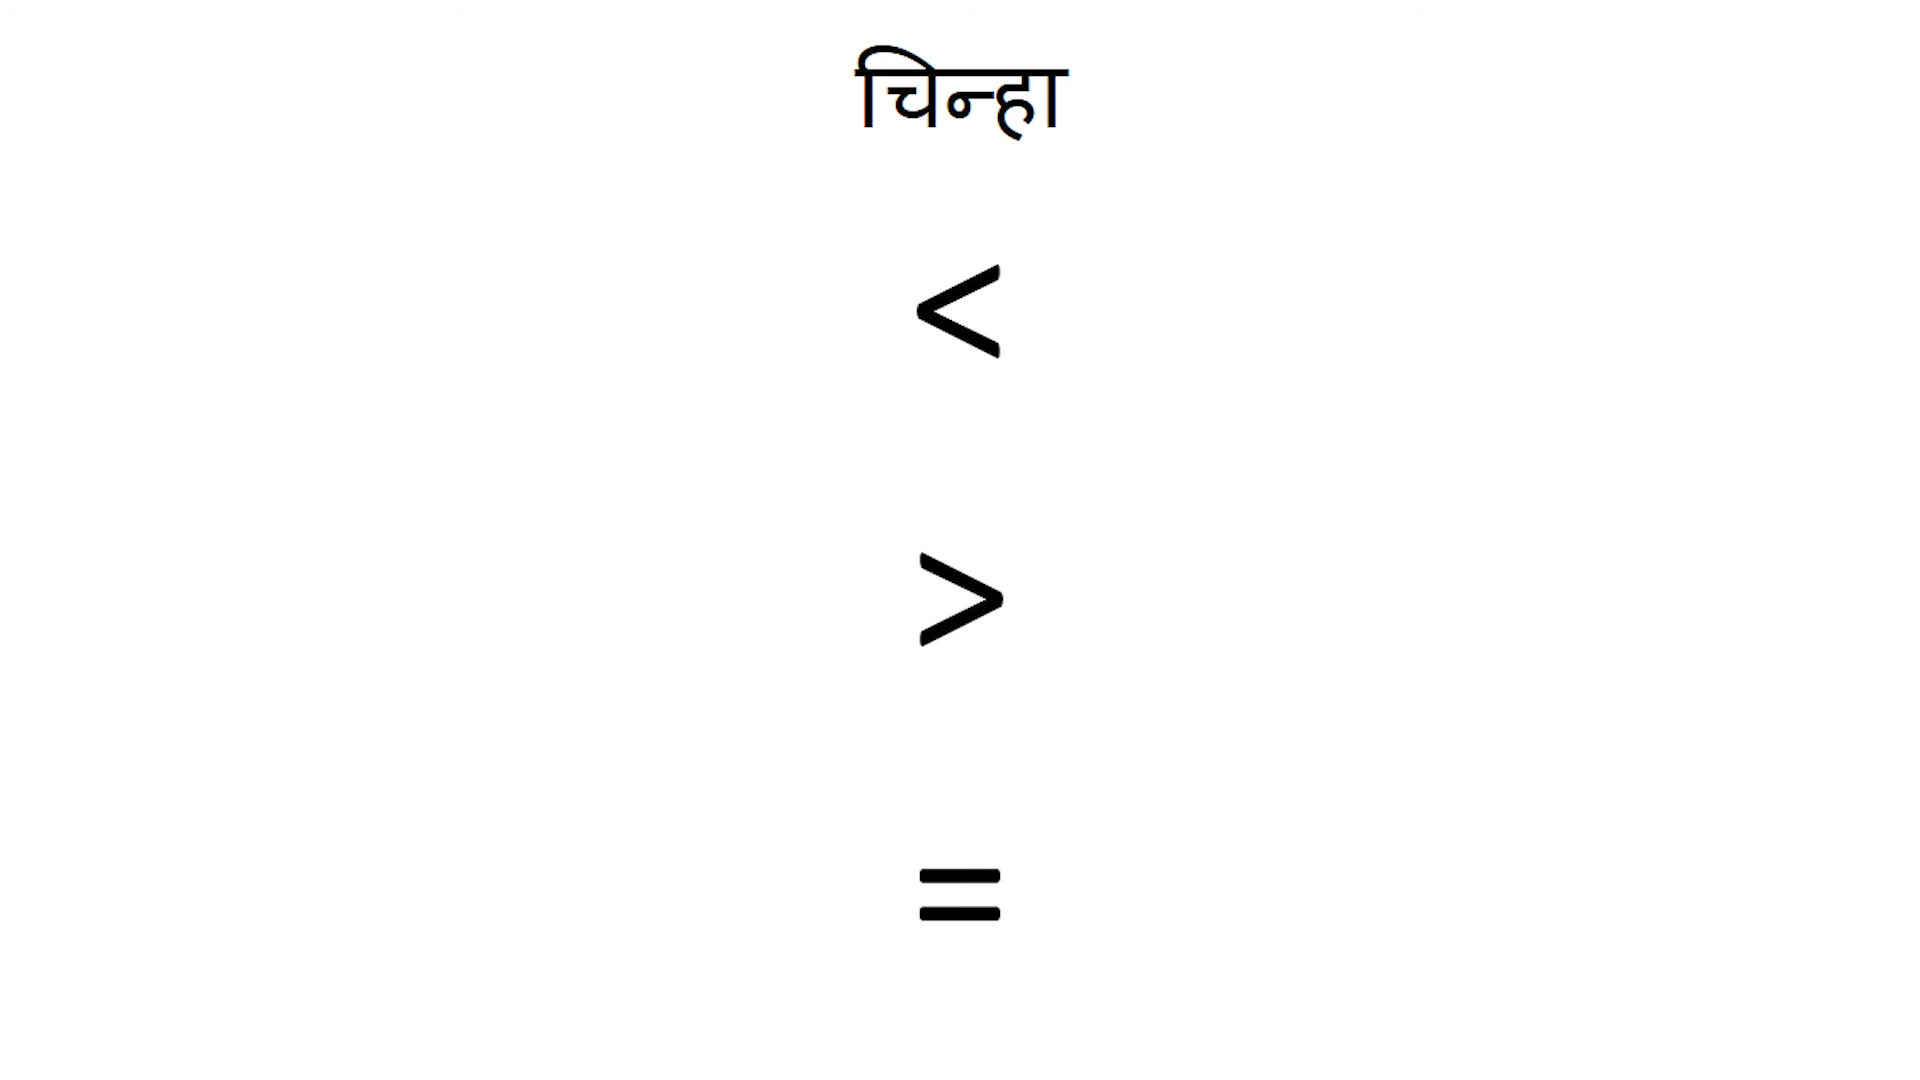 चिन्हा
<
>
=